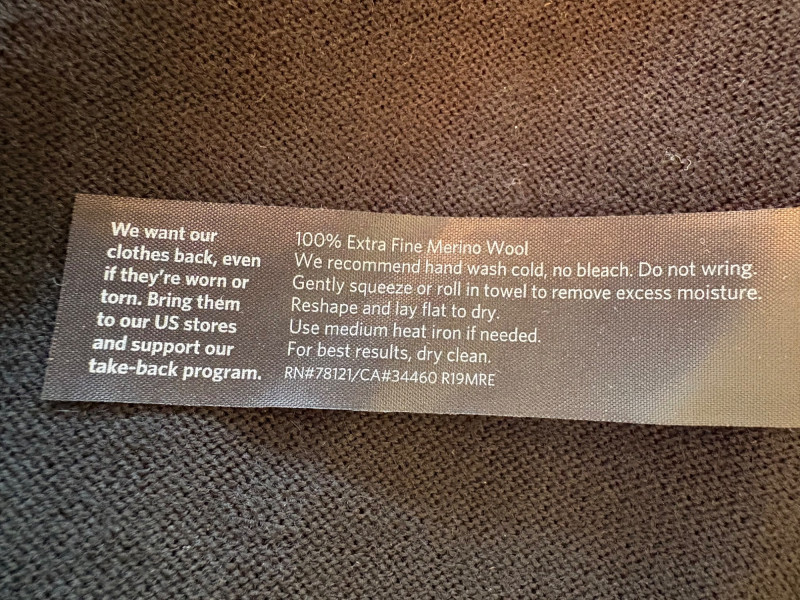 We want our
clothes back, even
if they're worn or
torn. Bring them
to our US stores
and support our
take-back program.
100% Extra Fine Merino Wool
We recommend hand wash cold, no bleach. Do not wring.
Gently squeeze or roll in towel to remove excess moisture.
Reshape and lay flat to dry.
Use medium heat iron if needed.
For best results, dry clean.
RN#78121/CA#34460 R19MRE